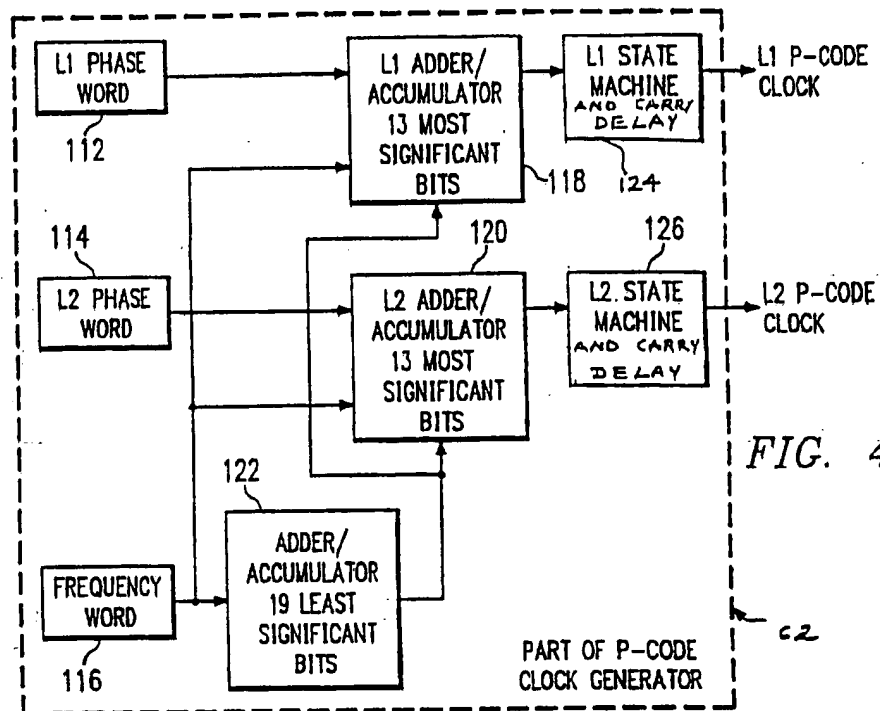 L1 PHASE
WORD
112
L1 ADDER/
ACCUMULATOR
13 MOST
SIGNIFICANT
BITS
118
L1 STATE
MACHINE
AND CARRY
DELAY
124
L1 P-CODE
CLOCK
114
L2 PHASE
WORD
120
L2 ADDER/
ACCUMULATOR
13 MOST
SIGNIFICANT
BITS
126
L2. STATE
MACHINE
AND CARRY
DELAY
L2 P-CODE
CLOCK
FIG. 4
122
ADDER/
ACCUMULATOR
19 LEAST
SIGNIFICANT
BITS
FREQUENCY
WORD
116
PART OF P-CODE
CLOCK GENERATOR
62